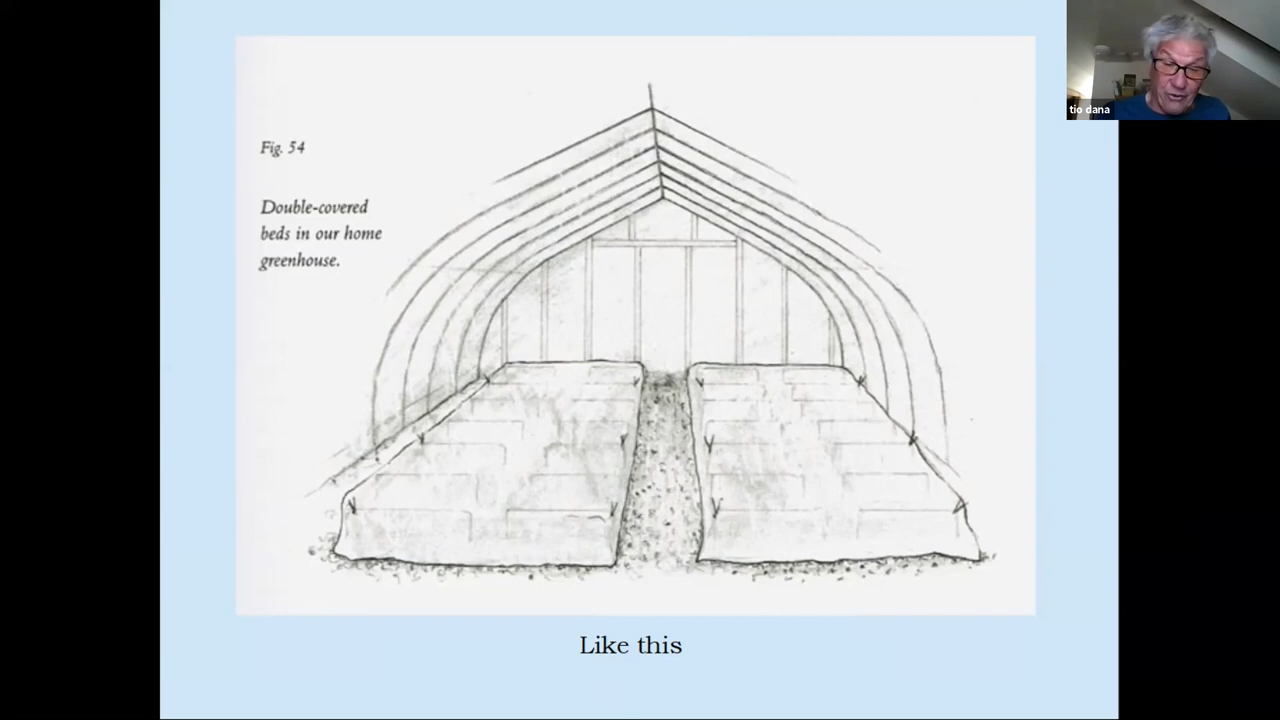 Fig. 54
Double-covered
beds in our home
greenhouse.
Like this
tio dana